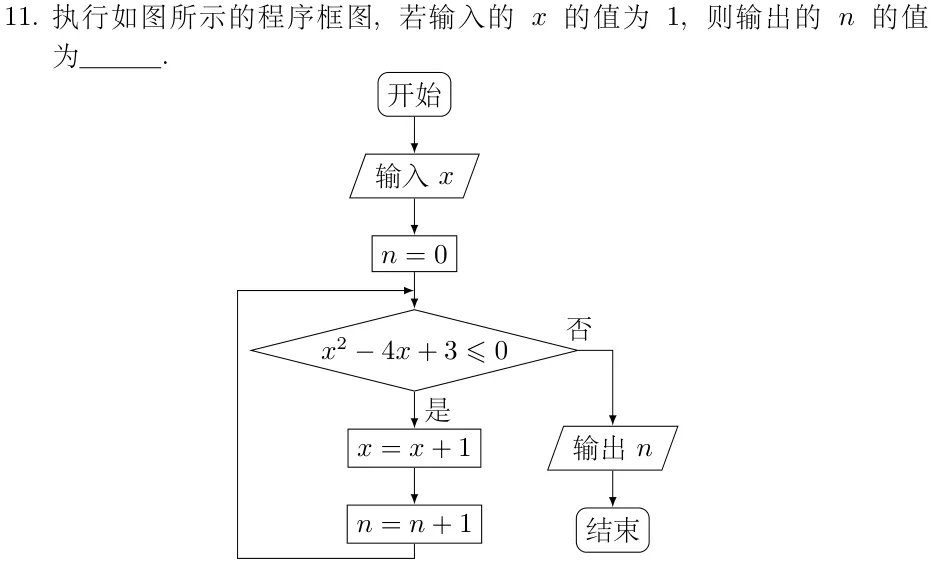 11. 执行如图所示的程序框图, 若输入的 x 的值为 1, 则输出的 n 的值
为______.
开始
输入 x
n = 0
x² − 4x + 3 ⩽ 0
否
是
x = x + 1
输出 n
n = n + 1
结束